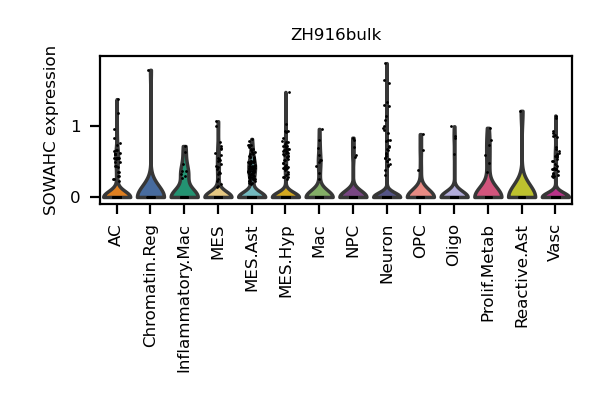 ZH916bulk
SOWAHC expression
1
0
AC
Chromatin.Reg
Inflammatory.Mac
MES
MES.Ast
MES.Hyp
Mac
NPC
Neuron
OPC
Oligo
Prolif.Metab
Reactive.Ast
Vasc